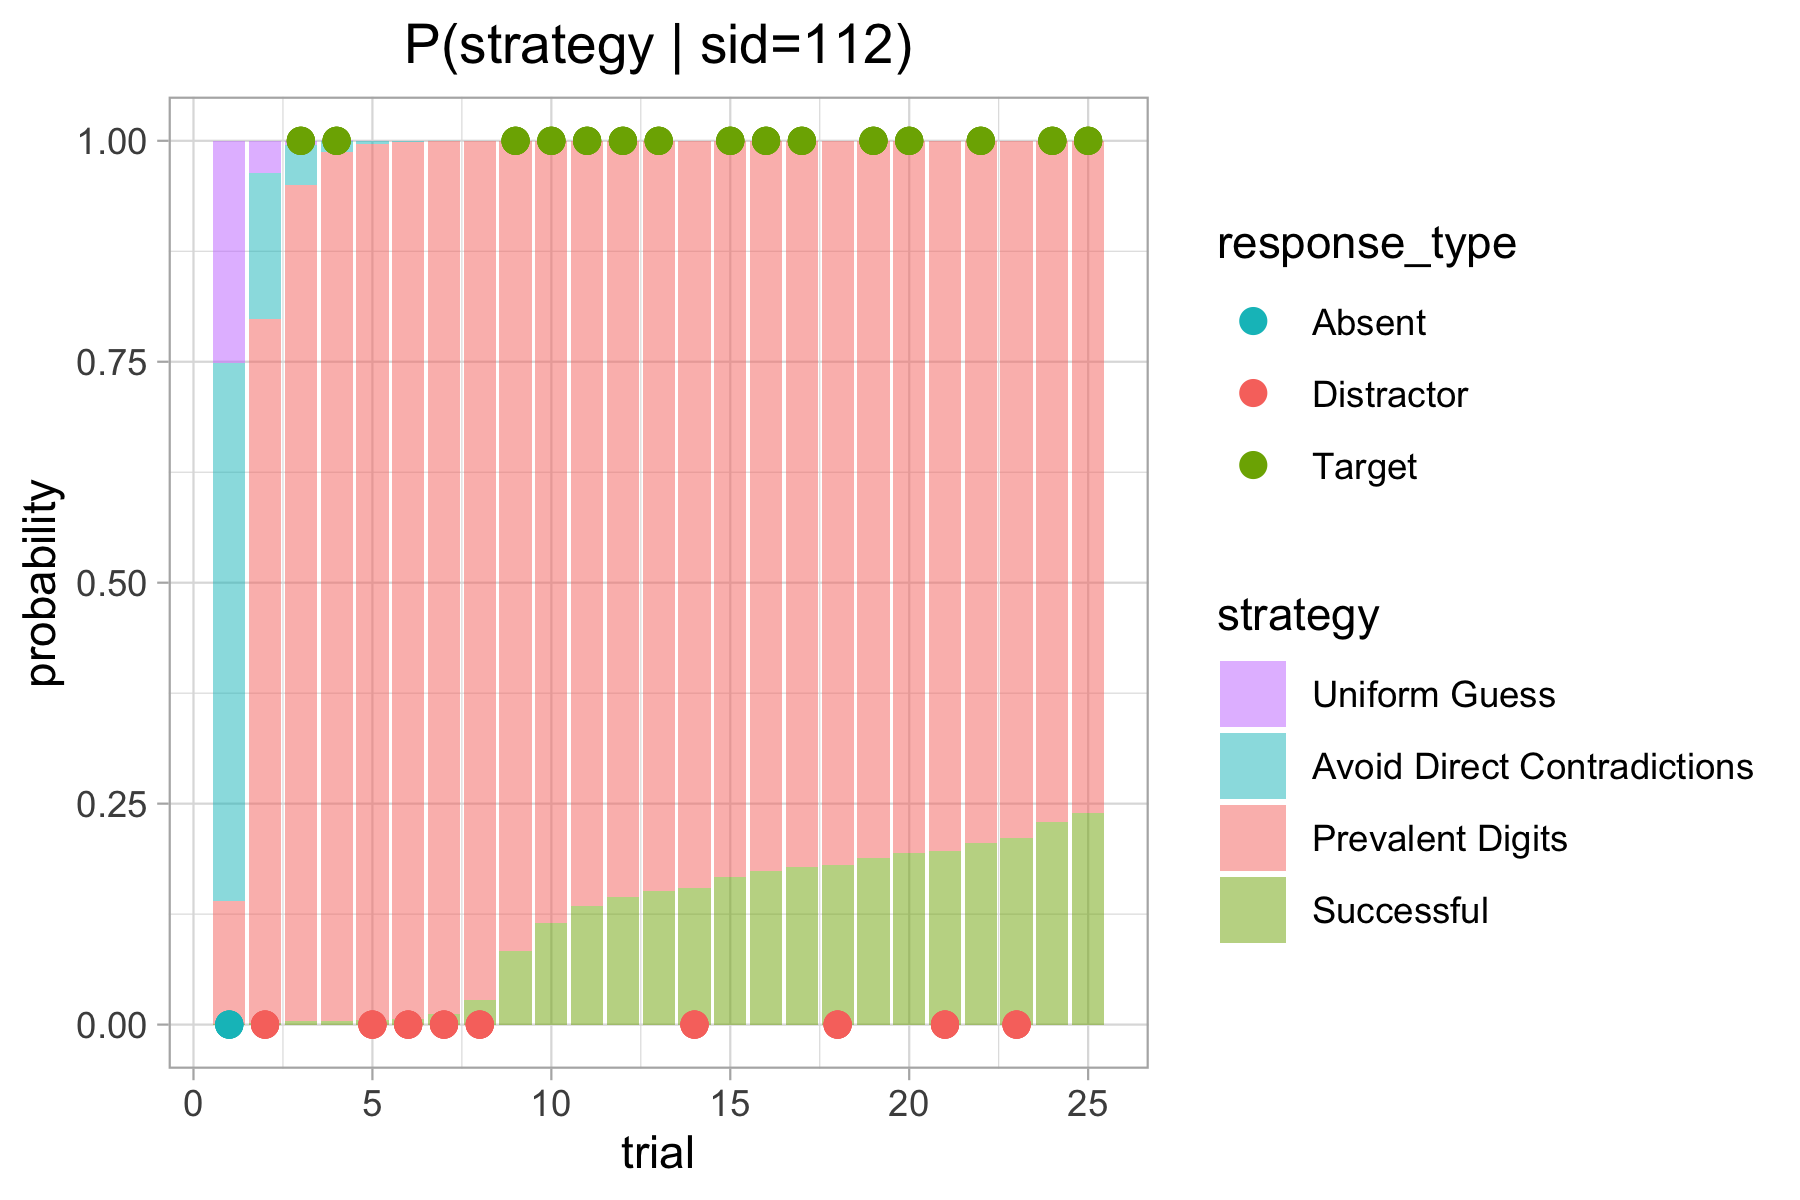 P(strategy | sid=112)
1.00
0.75
0.50
0.25
0.00
probability
0 5 10 15 20 25
trial
response_type
Absent
Distractor
Target
strategy
Uniform Guess
Avoid Direct Contradictions
Prevalent Digits
Successful